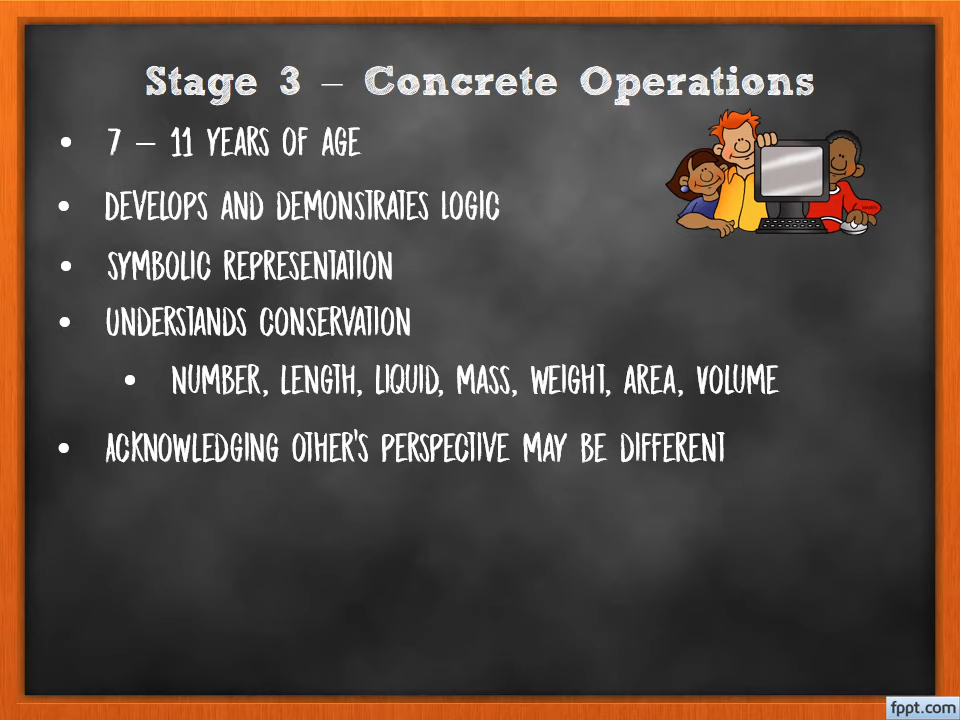 Stage 3 – Concrete Operations
• 7 – 11 YEARS OF AGE
• DEVELOPS AND DEMONSTRATES LOGIC
• SYMBOLIC REPRESENTATION
• UNDERSTANDS CONSERVATION
• NUMBER, LENGTH, LIQUID, MASS, WEIGHT, AREA, VOLUME
• ACKNOWLEDGING OTHER'S PERSPECTIVE MAY BE DIFFERENT
fppt.com